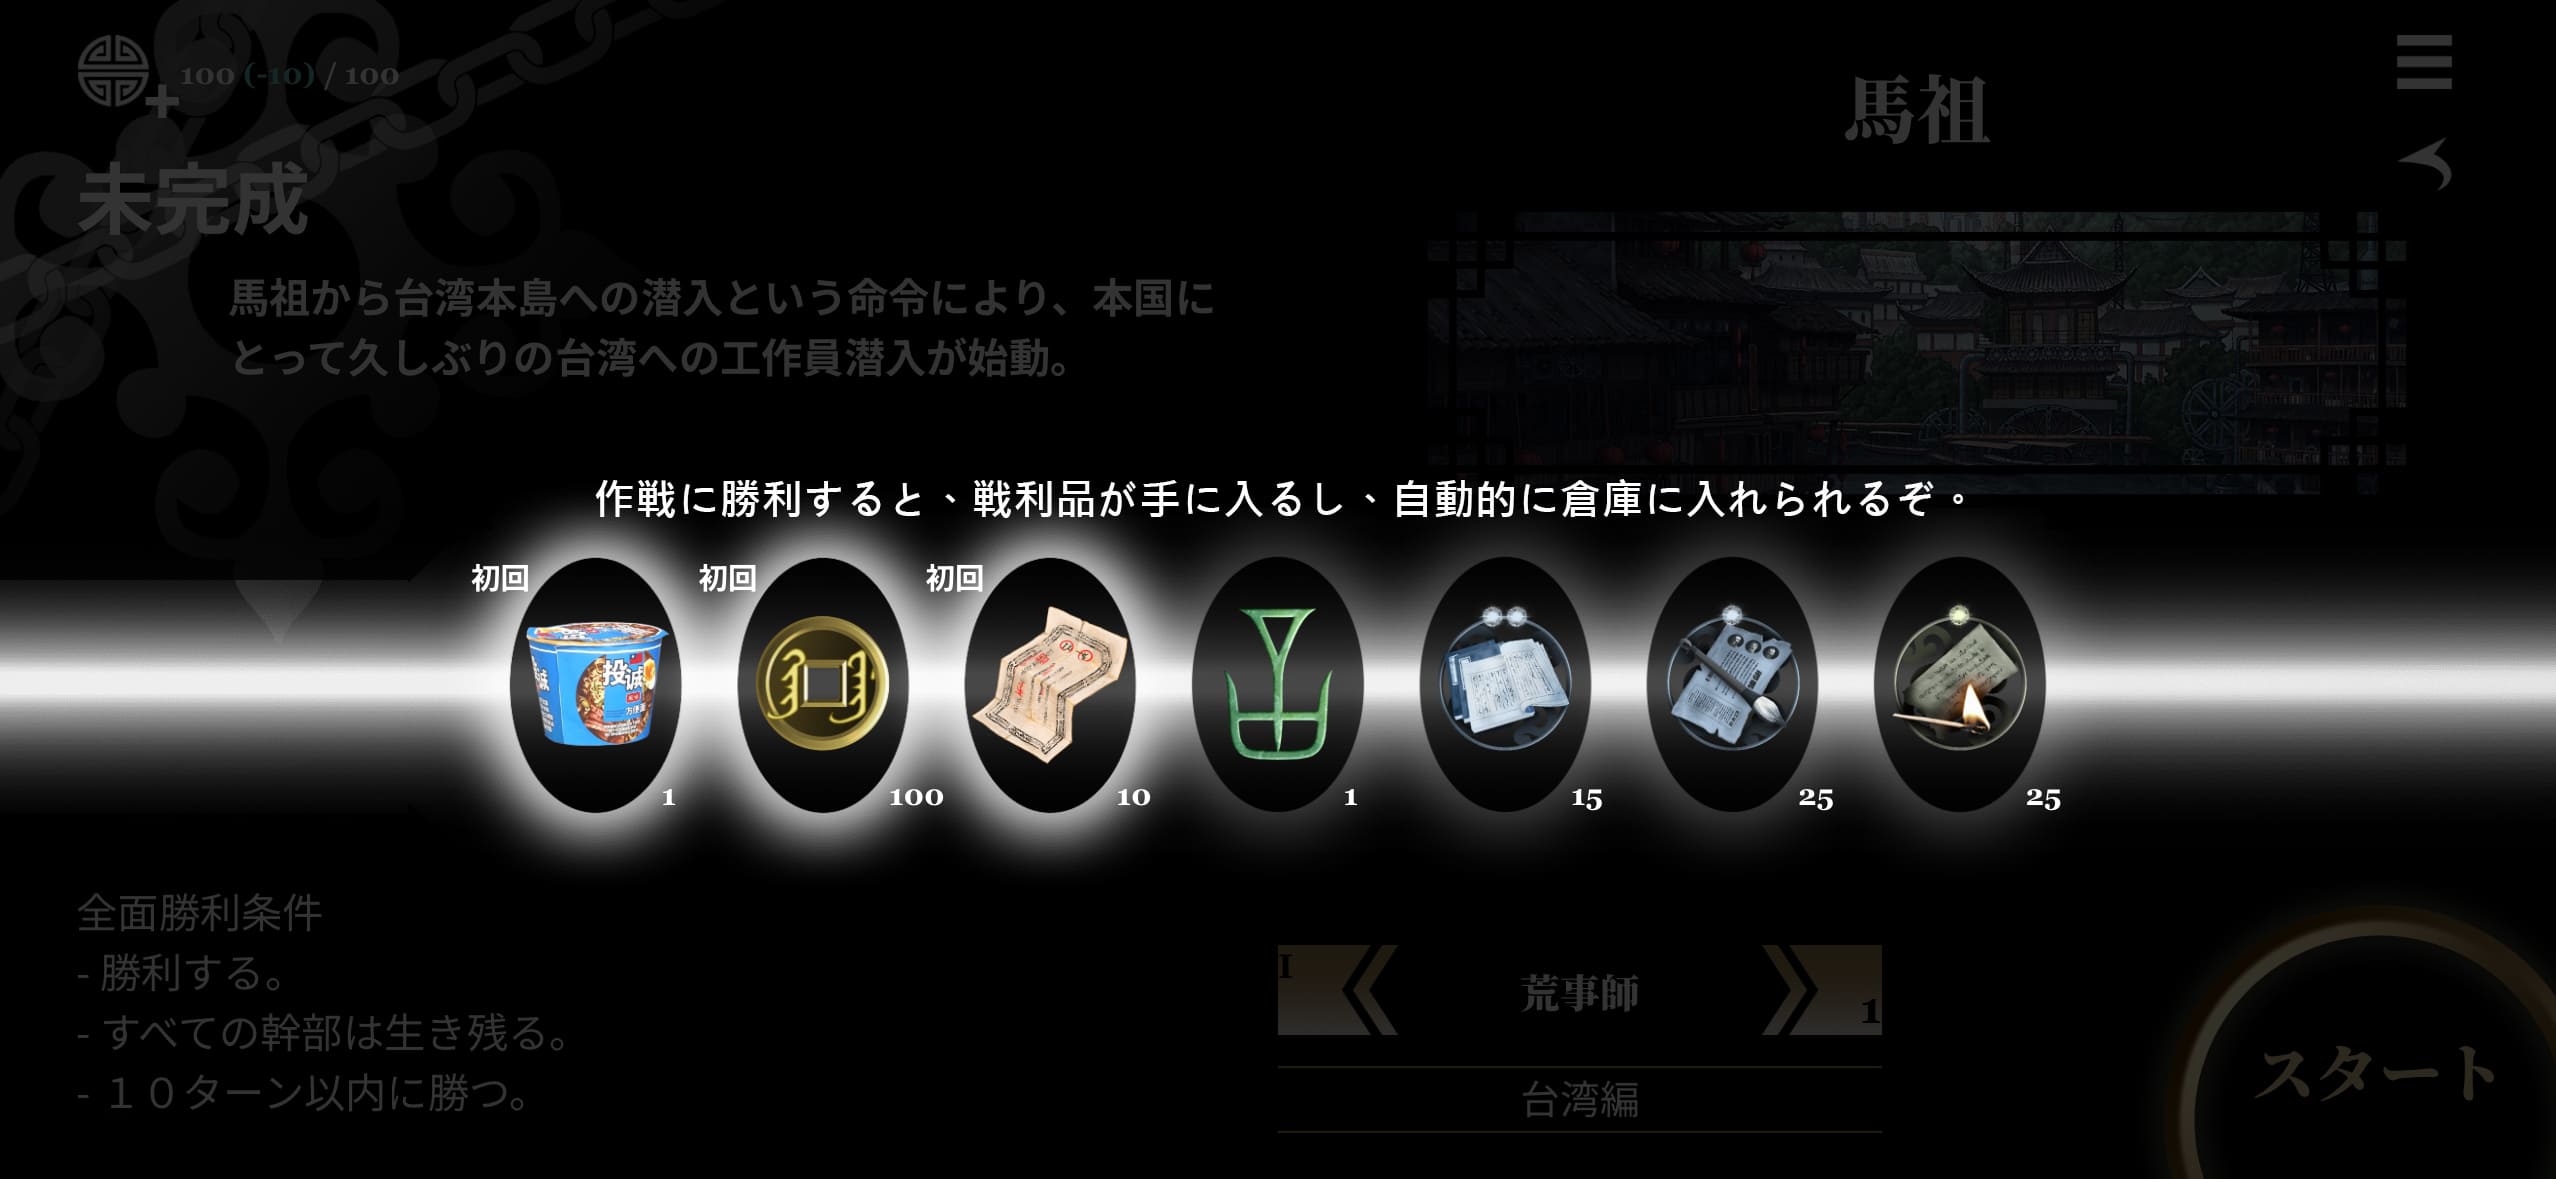 100 (-10) / 100
馬祖
未完成
馬祖から台湾本島への潜入という命令により、本国に
とって久しぶりの台湾への工作員潜入が始動。
作戦に勝利すると、戦利品が手に入るし、自動的に倉庫に入れられるぞ。
初回
初回
初回
投誠
1
100
10
1
15
25
25
全面勝利条件
- 勝利する。
- すべての幹部は生き残る。
- １０ターン以内に勝つ。
I
荒事師
1
台湾編
スタート